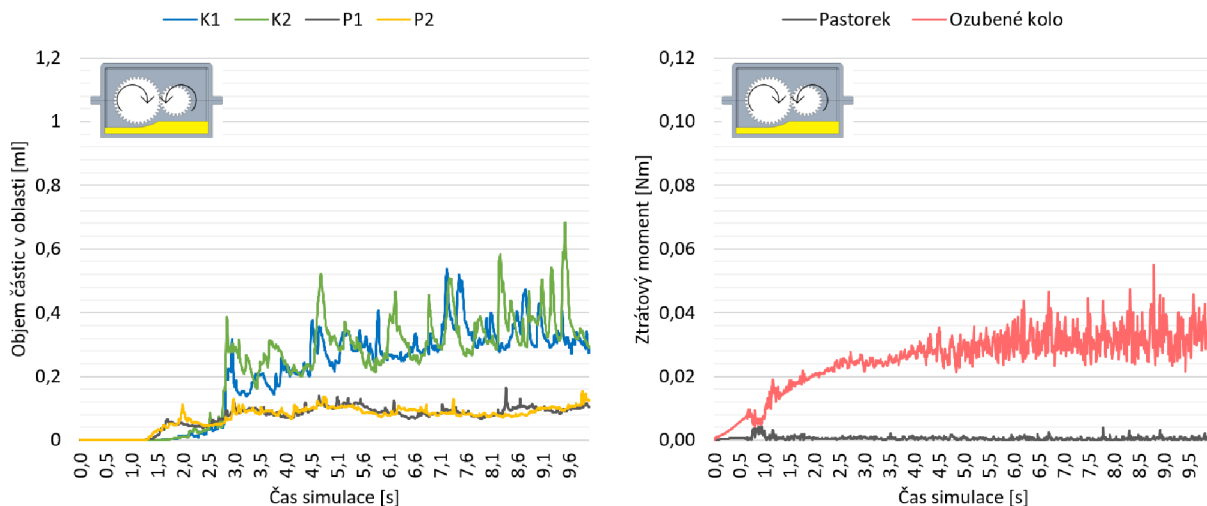 K1 K2 P1 P2
1,2
1
0,8
0,6
0,4
0,2
0
Objem částic v oblasti [ml]
0,0 0,5 1,0 1,5 2,0 2,5 3,0 3,5 4,0 4,5 5,1 5,6 6,1 6,6 7,1 7,6 8,1 8,6 9,1 9,6
Čas simulace [s]
Pastorek Ozubené kolo
0,12
0,10
0,08
0,06
0,04
0,02
0,00
Ztrátový moment [Nm]
0,0 0,5 1,0 1,5 2,0 2,5 3,0 3,5 4,0 4,5 5,0 5,5 6,0 6,5 7,0 7,5 8,0 8,5 9,0 9,5
Čas simulace [s]